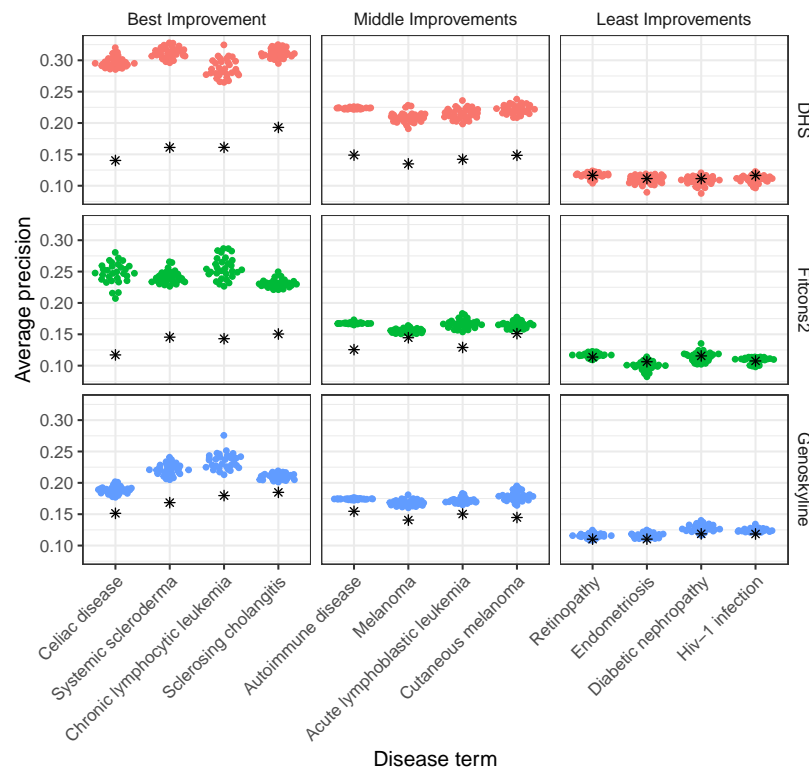 Best Improvement
Middle Improvements
Least Improvements
Average precision
0.30
0.25
0.20
0.15
0.10
DHS
0.30
0.25
0.20
0.15
0.10
Fitcons2
0.30
0.25
0.20
0.15
0.10
Genoskyline
Celiac disease
Systemic scleroderma
Chronic lymphocytic leukemia
Sclerosing cholangitis
Autoimmune disease
Melanoma
Acute lymphoblastic leukemia
Cutaneous melanoma
Retinopathy
Endometriosis
Diabetic nephropathy
Hiv−1 infection
Disease term